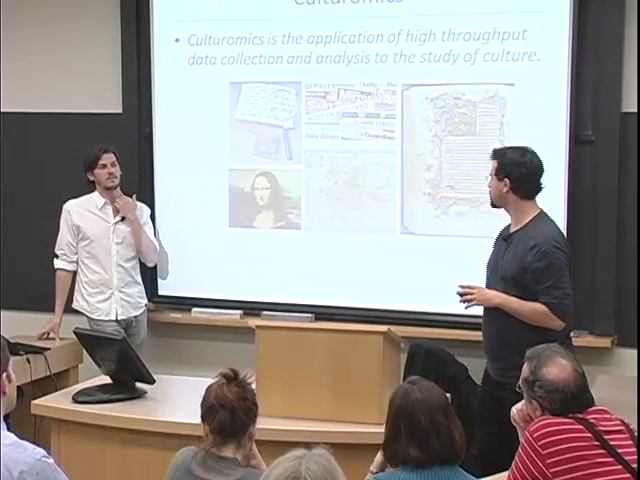 Culturomics
• Culturomics is the application of high throughput
data collection and analysis to the study of culture.